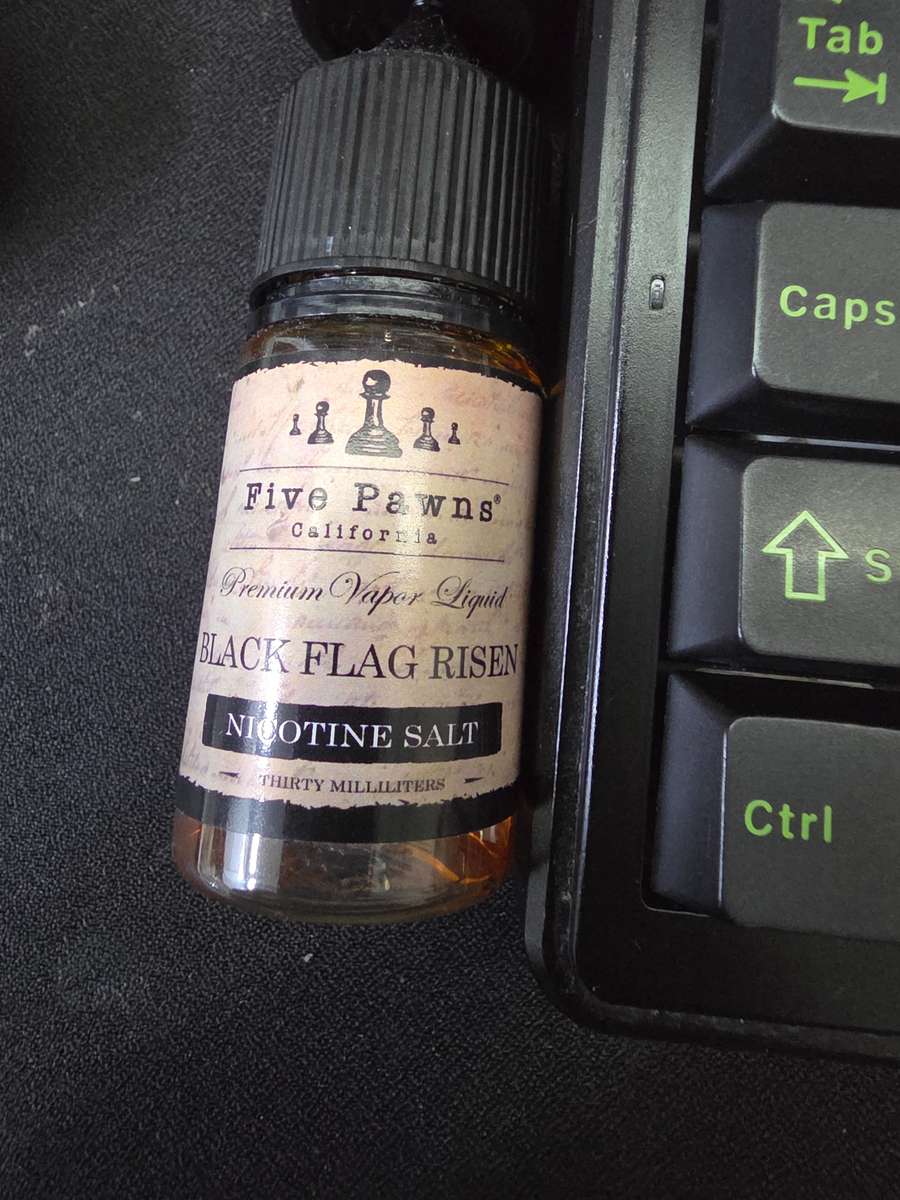 Five Pawns®
California
Premium Vapor Liquid
BLACK FLAG RISEN
NICOTINE SALT
THIRTY MILLILITERS
Tab
Caps
S
Ctrl